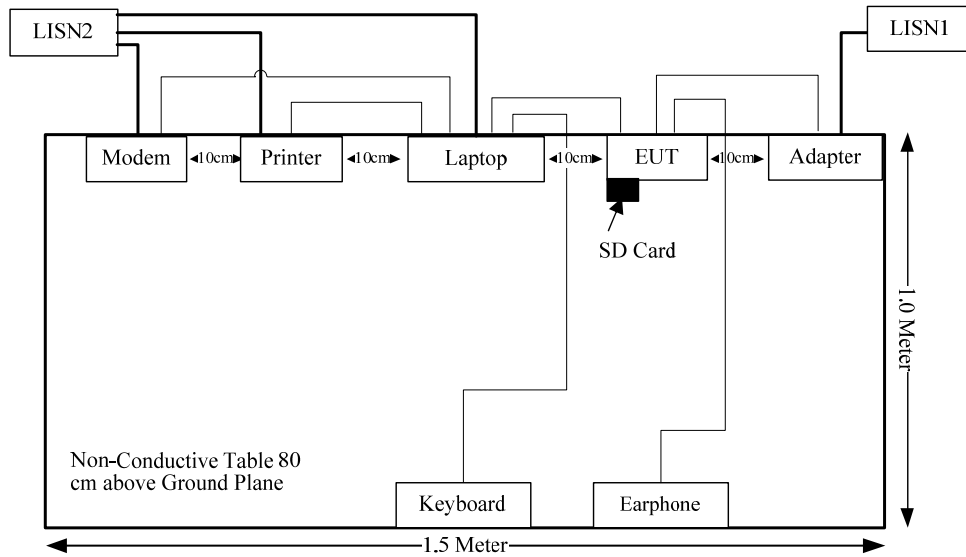 LISN2
LISN1
Modem
10cm
Printer
10cm
Laptop
10cm
EUT
10cm
Adapter
SD Card
1.0 Meter
Non-Conductive Table 80
cm above Ground Plane
Keyboard
Earphone
1.5 Meter